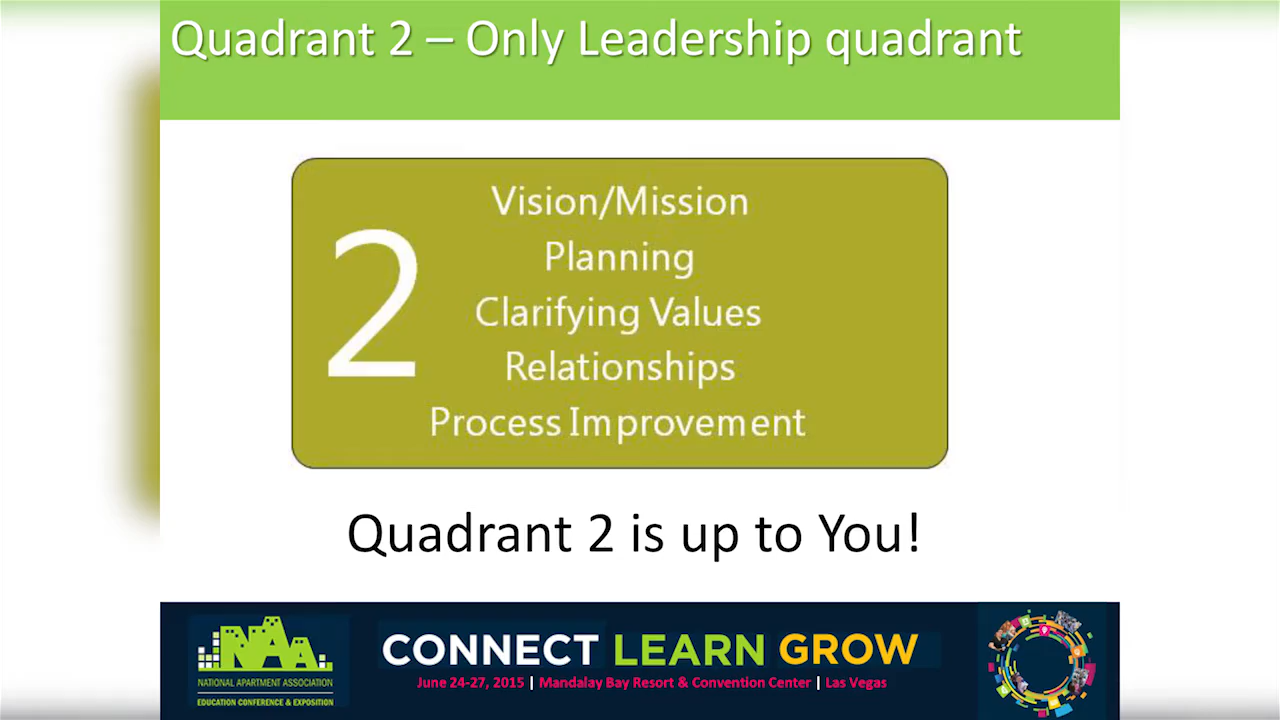 Quadrant 2 – Only Leadership quadrant
2
Vision/Mission
Planning
Clarifying Values
Relationships
Process Improvement
Quadrant 2 is up to You!
NAA
NATIONAL APARTMENT ASSOCIATION
EDUCATION CONFERENCE & EXPOSITION
CONNECT LEARN GROW
June 24-27, 2015 | Mandalay Bay Resort & Convention Center | Las Vegas